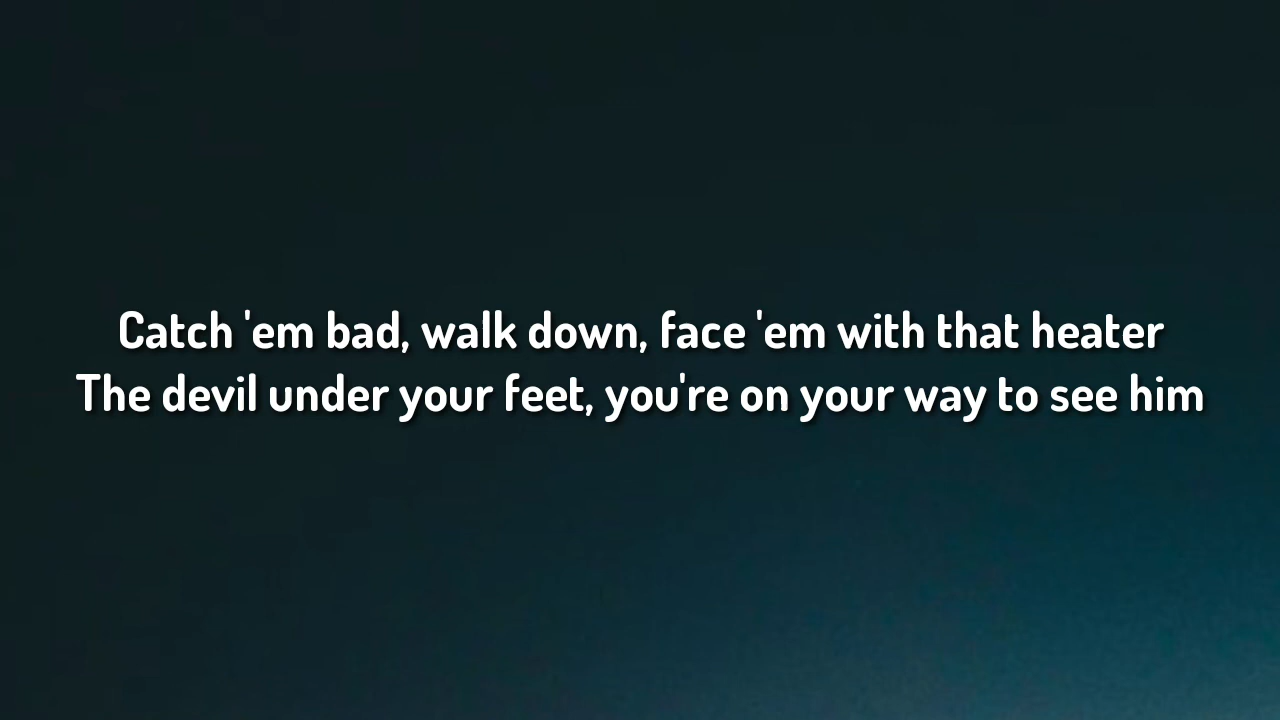 Catch 'em bad, walk down, face 'em with that heater
The devil under your feet, you're on your way to see him